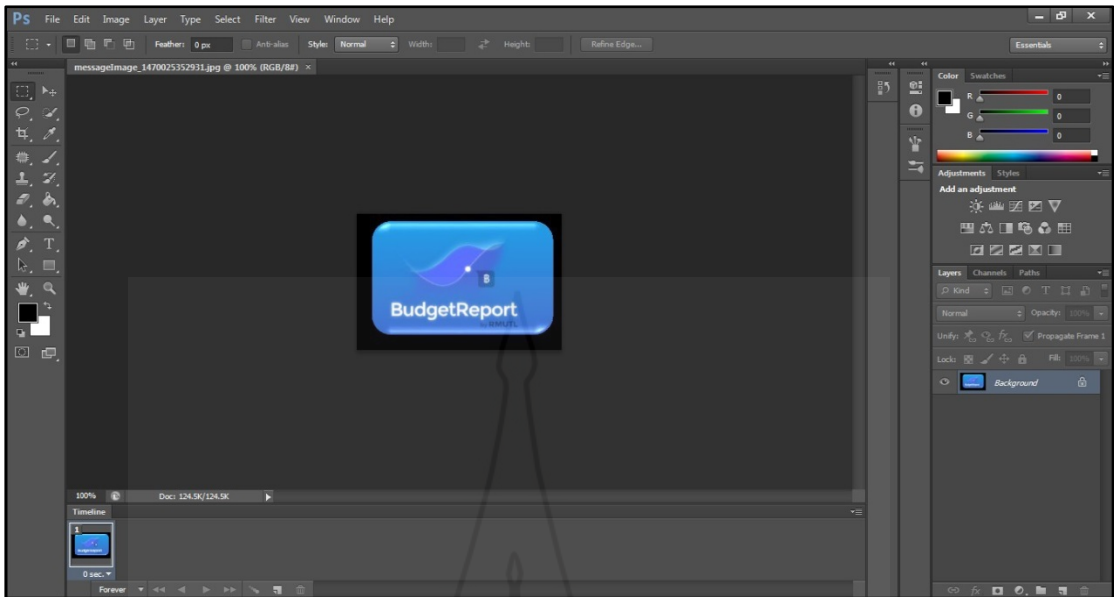 Ps File Edit Image Layer Type Select Filter View Window Help
Feather: 0 px Anti-alias Style: Normal Width: Height: Refine Edge... Essentials
messageImage_1470025352931.jpg @ 100% (RGB/8#) ×
Color Swatches
R 0
G 0
B 0
Adjustments Styles
Add an adjustment
B
BudgetReport
by RMUTL
Layers Channels Paths
Kind
Normal Opacity: 100%
Unify: Propagate Frame 1
Lock: Fill: 100%
Background
100% Doc: 124.5K/124.5K
Timeline
1
0 sec.
Forever